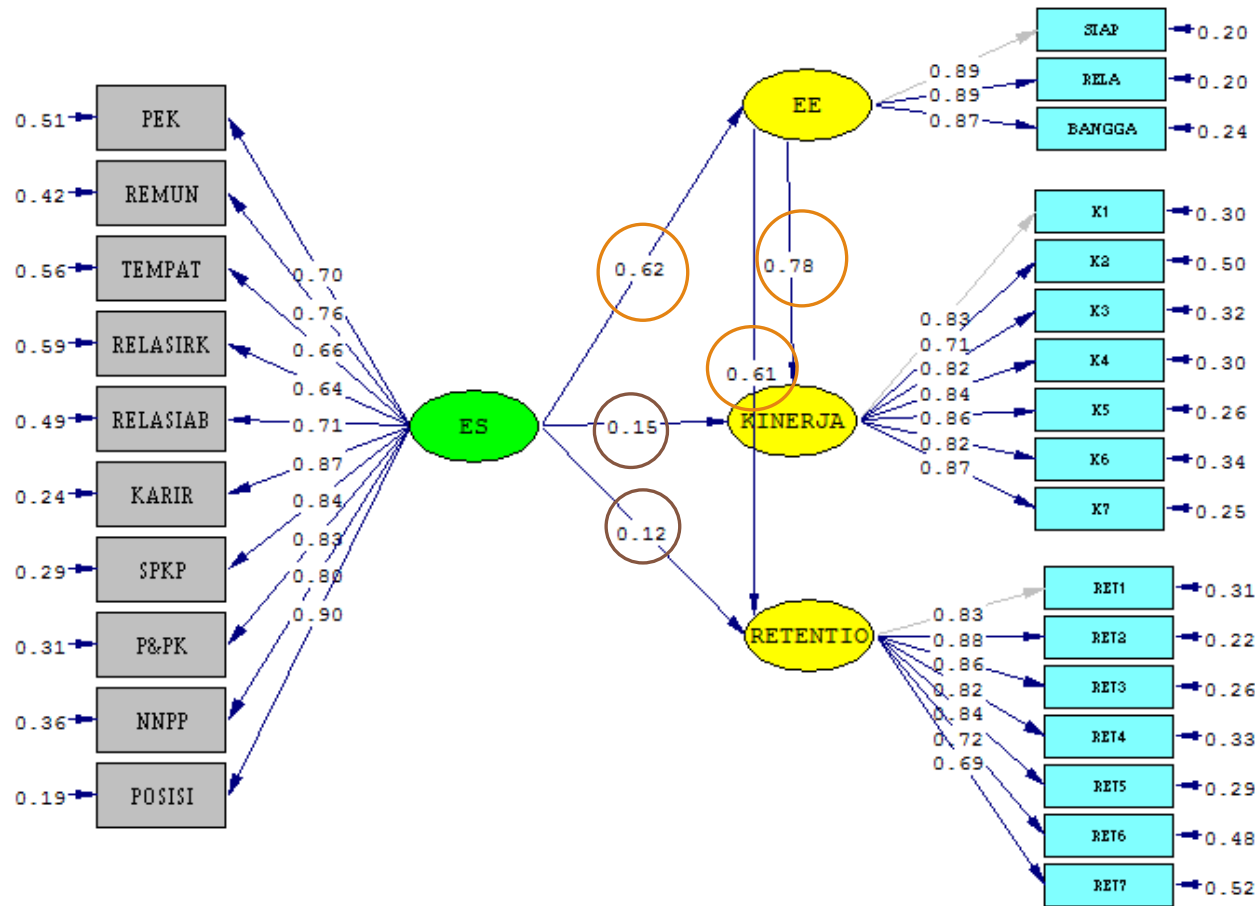 0.51 PEK
0.42 REMUN
0.56 TEMPAT
0.59 RELASIRK
0.49 RELASIAB
0.24 KARIR
0.29 SPKP
0.31 P&PK
0.36 NNPP
0.19 POSISI
0.70
0.76
0.66
0.64
0.71
0.87
0.84
0.83
0.80
0.90
ES
0.62
0.15
0.12
0.78
0.61
EE
KINERJA
RETENTIO
0.89
0.89
0.87
SIAP 0.20
RELA 0.20
BANGGA 0.24
0.83
0.71
0.82
0.84
0.86
0.82
0.87
K1 0.30
K2 0.50
K3 0.32
K4 0.30
K5 0.26
K6 0.34
K7 0.25
0.83
0.88
0.86
0.82
0.84
0.72
0.69
RET1 0.31
RET2 0.22
RET3 0.26
RET4 0.33
RET5 0.29
RET6 0.48
RET7 0.52